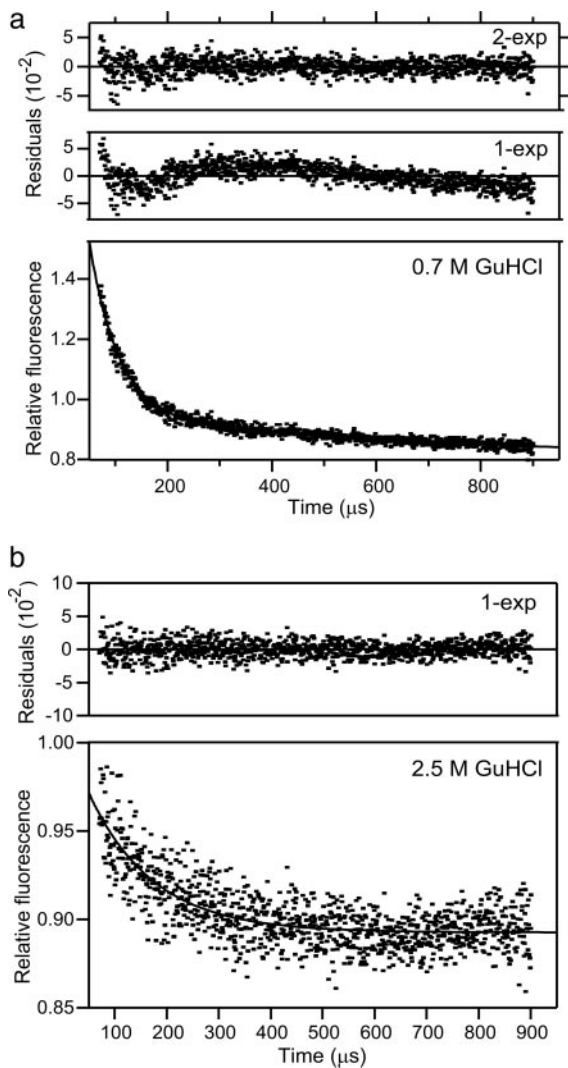 a
2-exp
5
0
-5
1-exp
5
0
-5
Residuals (10⁻²)
0.7 M GuHCl
1.4
1.2
1.0
0.8
Relative fluorescence
200 400 600 800
Time (μs)
b
1-exp
10
5
0
-5
-10
Residuals (10⁻²)
2.5 M GuHCl
1.00
0.95
0.90
0.85
Relative fluorescence
100 200 300 400 500 600 700 800 900
Time (μs)